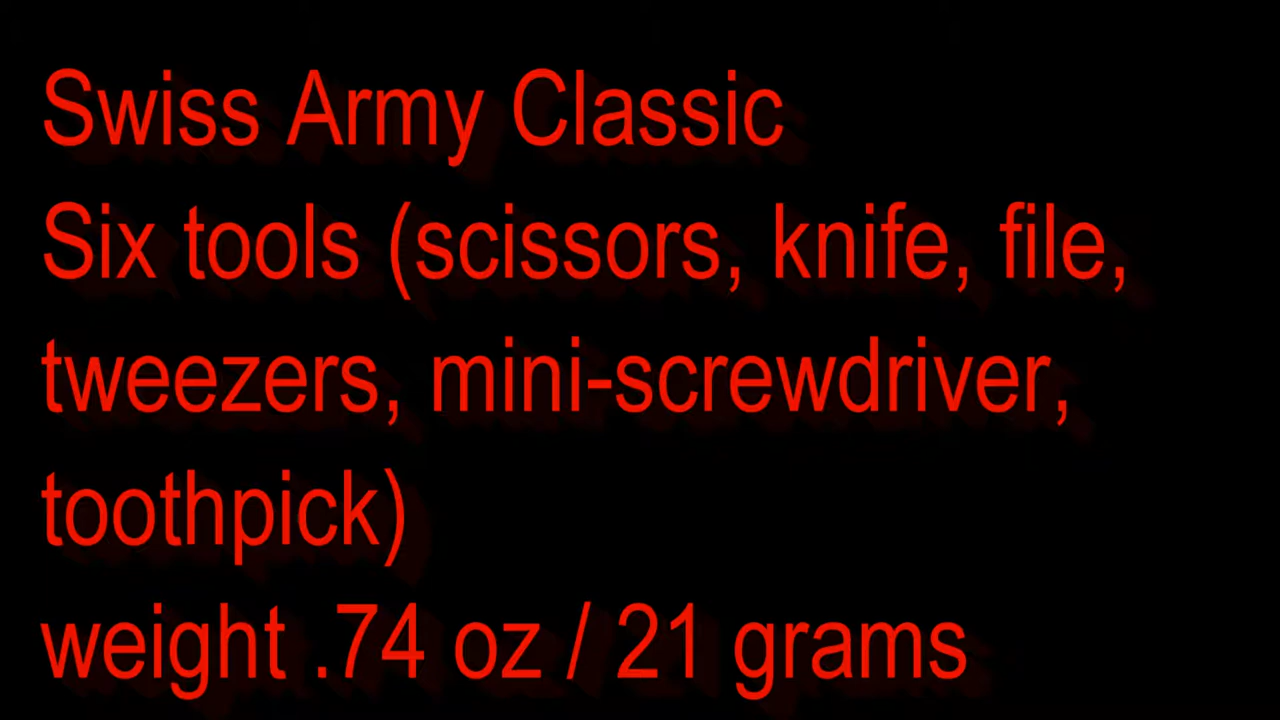 Swiss Army Classic
Six tools (scissors, knife, file,
tweezers, mini-screwdriver,
toothpick)
weight .74 oz / 21 grams